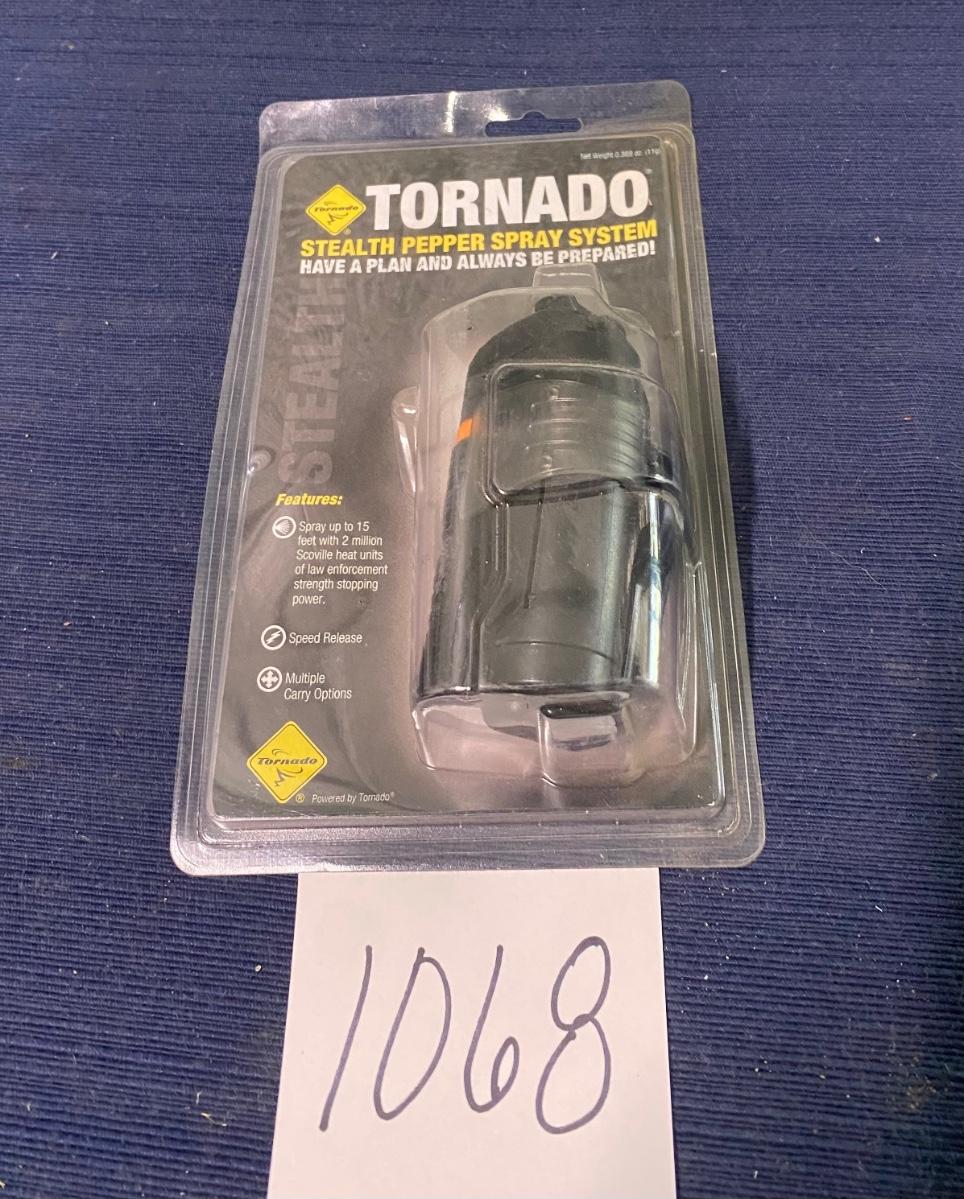 Net Weight 0.388 oz. (11g)
Tornado
TORNADO
STEALTH PEPPER SPRAY SYSTEM
HAVE A PLAN AND ALWAYS BE PREPARED!
STEALTH
Features:
Spray up to 15
feet with 2 million
Scoville heat units
of law enforcement
strength stopping
power.
Speed Release
Multiple
Carry Options
Tornado
® Powered by Tornado®
1068